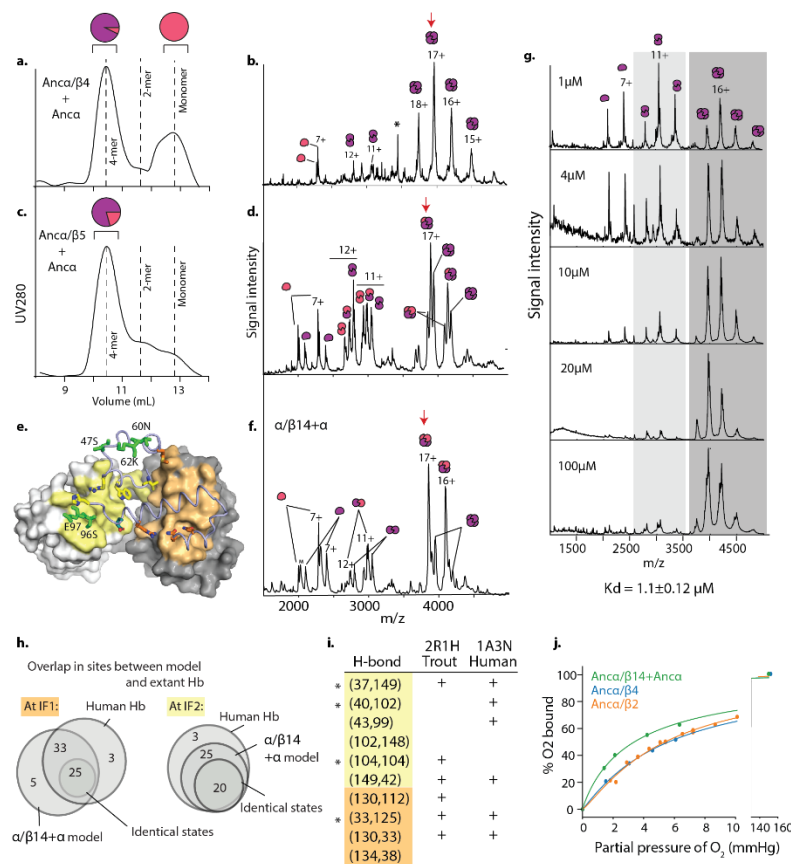 a.
Ancα/β4
+
Ancα
4-mer
2-mer
Monomer
b.
17+
18+
16+
15+
*
7+
12+
11+
c.
Ancα/β5
+
Ancα
4-mer
2-mer
Monomer
UV280
9 11 13
Volume (mL)
d.
17+
12+
11+
7+
Signal intensity
e.
47S
60N
62K
E97
96S
f.
α/β14+α
17+
16+
7+
7+
11+
12+
2000 3000 4000
m/z
g.
1μM
7+
11+
16+
4μM
10μM
20μM
100μM
Signal intensity
1500 2500 3500 4500
m/z
Kd = 1.1±0.12 μM
h.
Overlap in sites between model
and extant Hb
At IF1:
Human Hb
33
3
5
25
α/β14+α model
Identical states
At IF2:
Human Hb
3
25
20
α/β14
+α model
Identical states
i.
2R1H 1A3N
H-bond Trout Human
* (37,149) + +
* (40,102) +
(43,99) +
(102,148)
* (104,104) +
(149,42) + +
(130,112) +
* (33,125) + +
(130,33) + +
(134,38)
j.
Ancα/β14+Ancα
Ancα/β4
Ancα/β2
% O2 bound
100
80
60
40
20
0
0 2 4 6 8 10 140 160
Partial pressure of O₂ (mmHg)